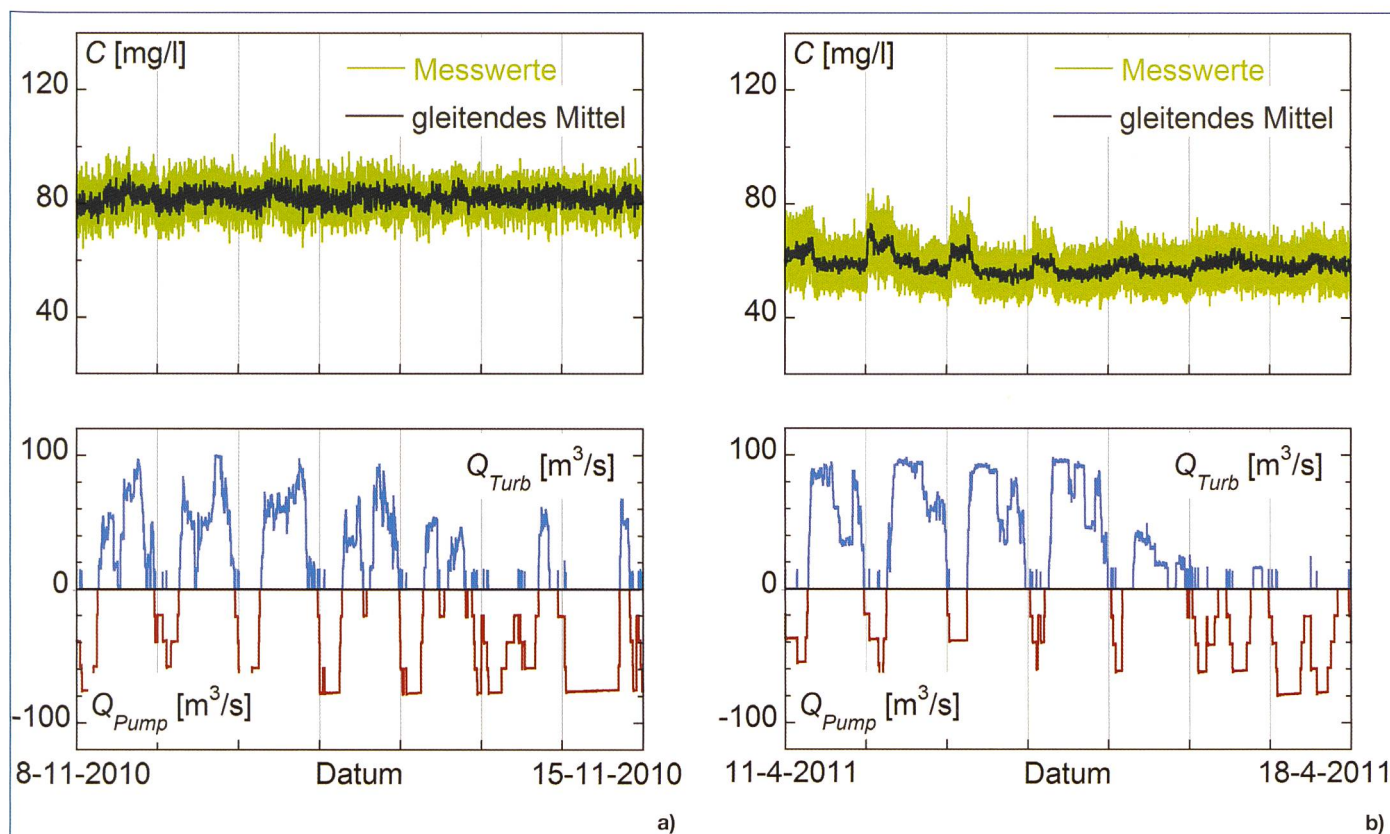 C [mg/l]
Messwerte
gleitendes Mittel
120
80
40
100
0
-100
Q_Turb [m³/s]
Q_Pump [m³/s]
8-11-2010
Datum
15-11-2010
a)
C [mg/l]
Messwerte
gleitendes Mittel
120
80
40
100
0
-100
Q_Turb [m³/s]
Q_Pump [m³/s]
11-4-2011
Datum
18-4-2011
b)